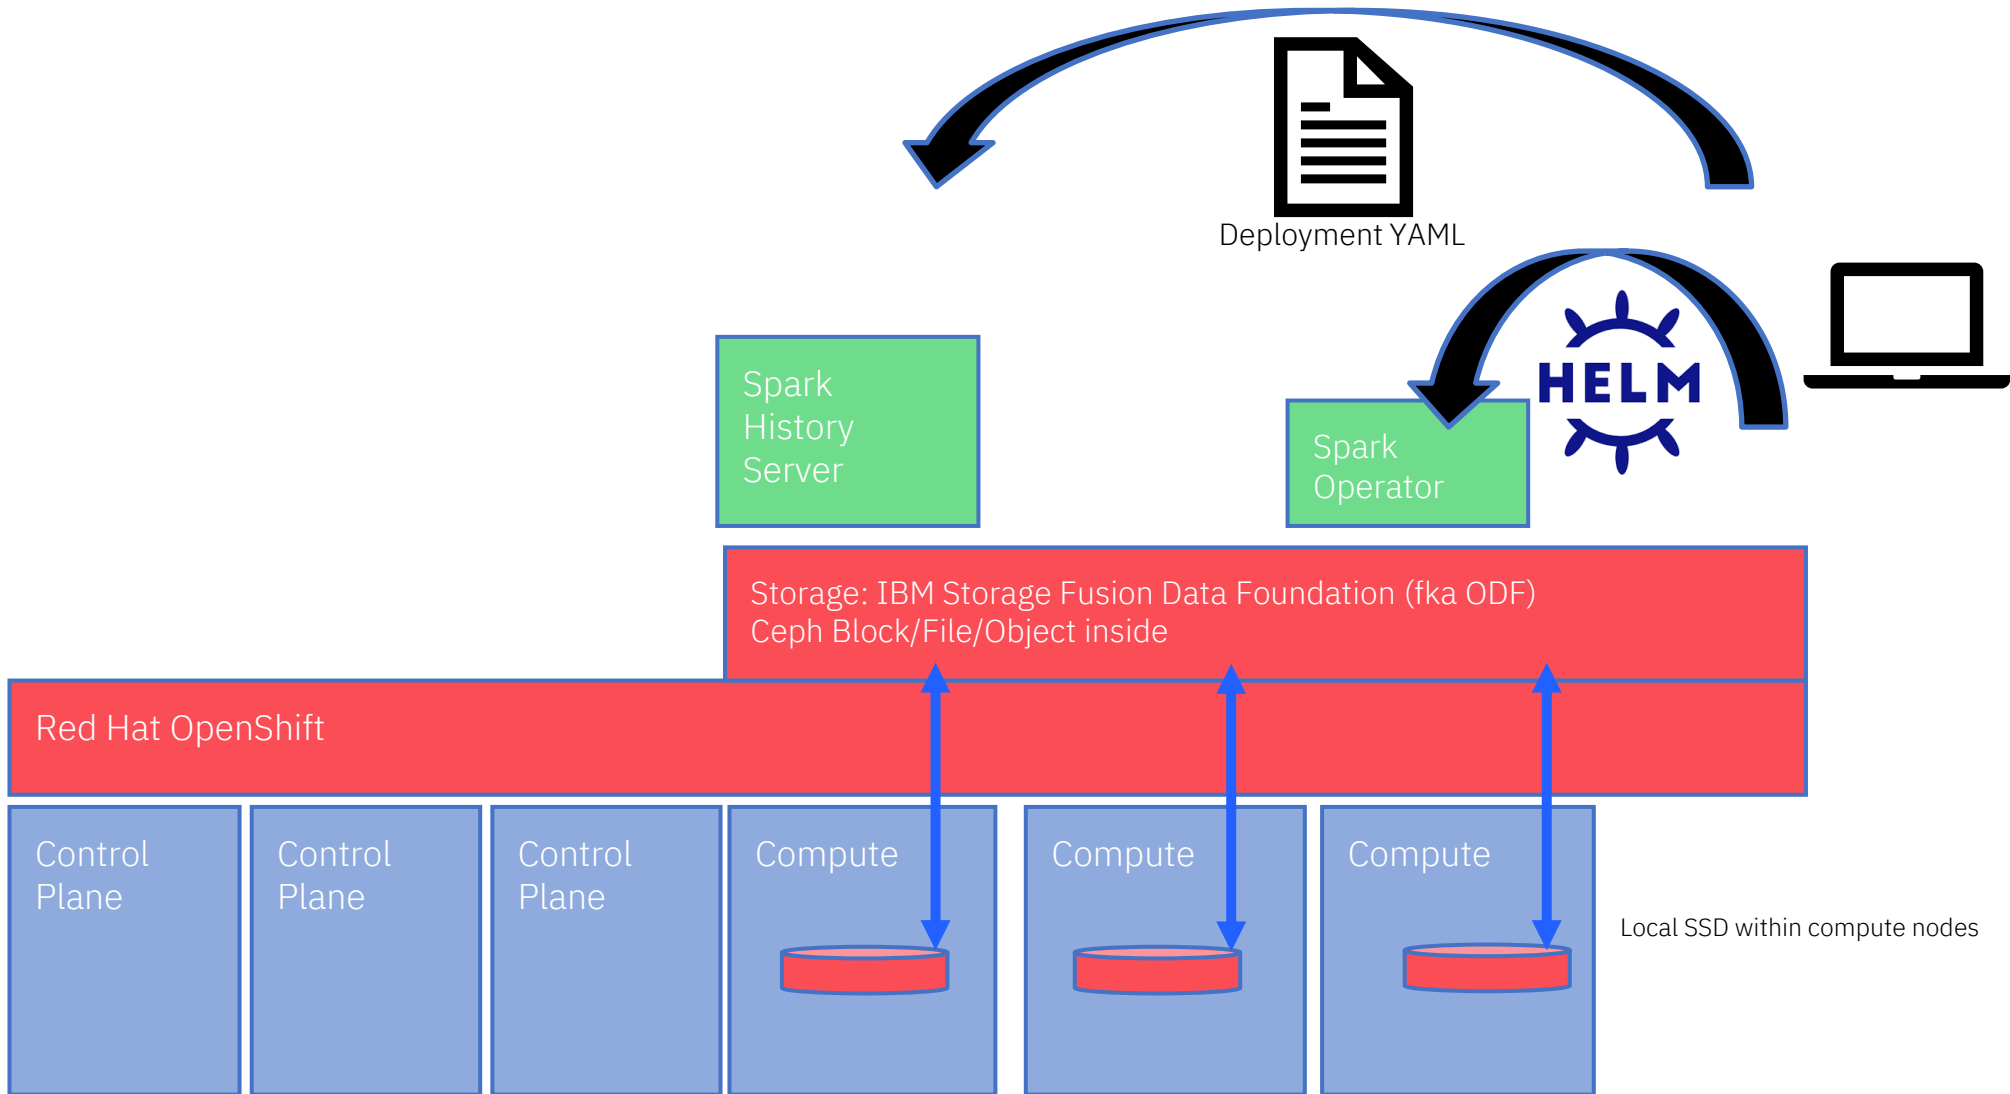 Deployment YAML
HELM
Spark
History
Server
Spark
Operator
Storage: IBM Storage Fusion Data Foundation (fka ODF)
Ceph Block/File/Object inside
Red Hat OpenShift
Control
Plane
Control
Plane
Control
Plane
Compute
Compute
Compute
Local SSD within compute nodes